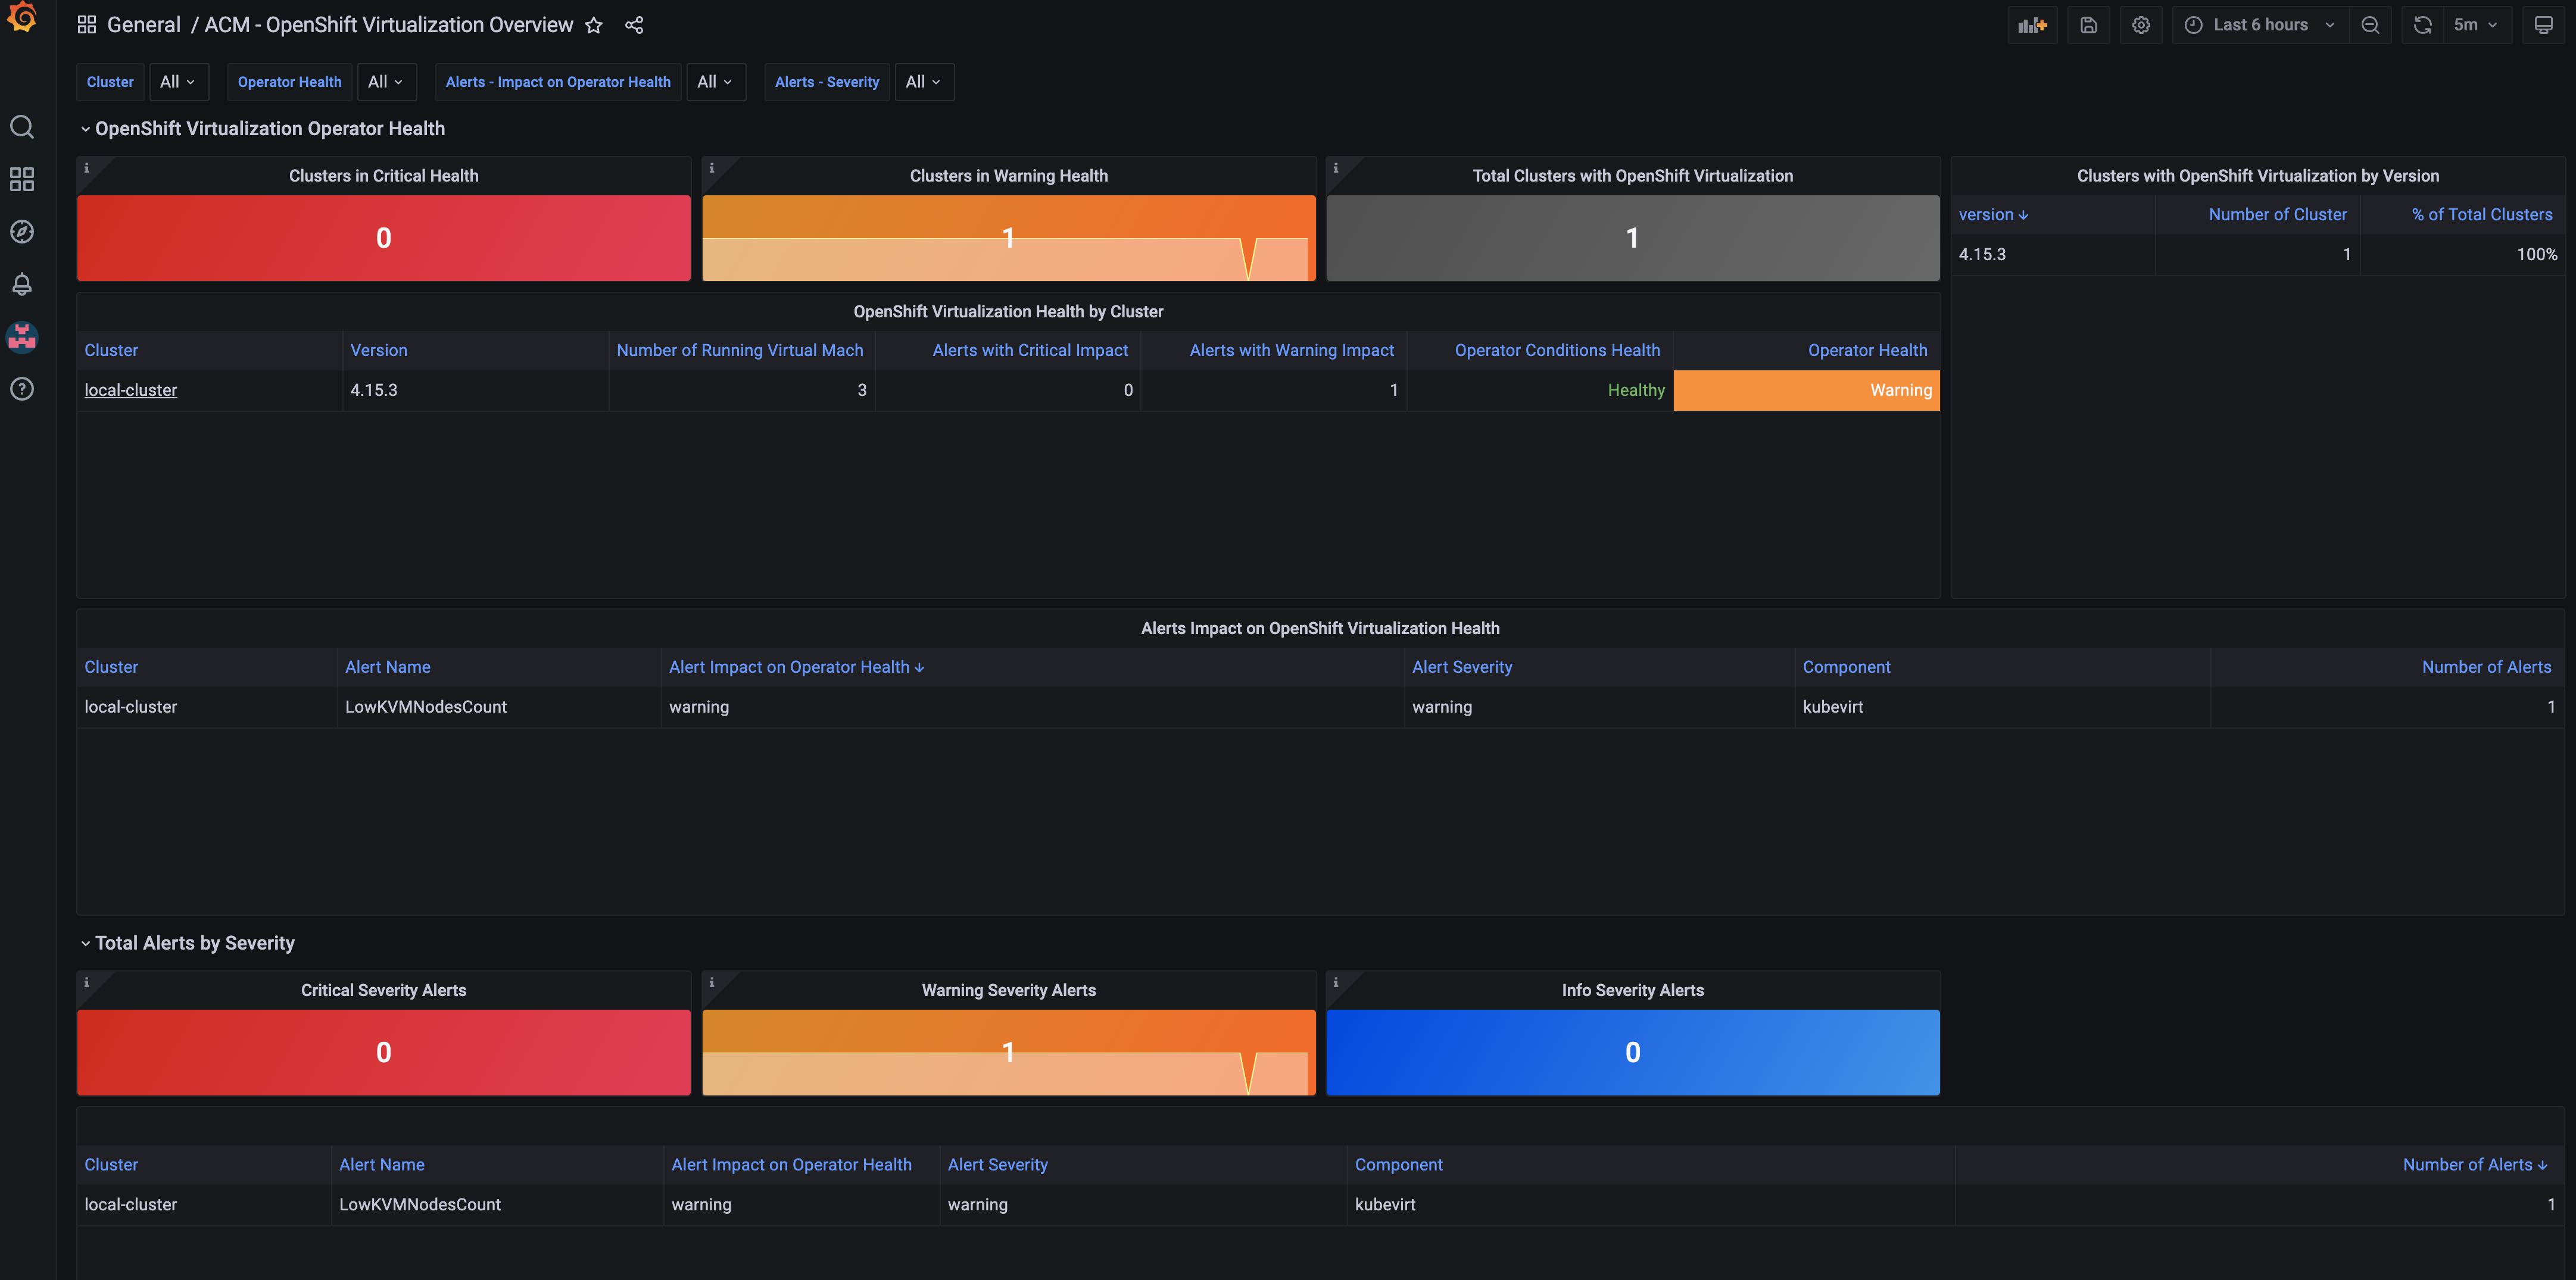 General / ACM - OpenShift Virtualization Overview
Last 6 hours
5m
Cluster All Operator Health All Alerts - Impact on Operator Health All Alerts - Severity All
OpenShift Virtualization Operator Health
Clusters in Critical Health
0
Clusters in Warning Health
1
Total Clusters with OpenShift Virtualization
1
Clusters with OpenShift Virtualization by Version
version Number of Cluster % of Total Clusters
4.15.3 1 100%
OpenShift Virtualization Health by Cluster
Cluster Version Number of Running Virtual Mach Alerts with Critical Impact Alerts with Warning Impact Operator Conditions Health Operator Health
local-cluster 4.15.3 3 0 1 Healthy Warning
Alerts Impact on OpenShift Virtualization Health
Cluster Alert Name Alert Impact on Operator Health Alert Severity Component Number of Alerts
local-cluster LowKVMNodesCount warning warning kubevirt 1
Total Alerts by Severity
Critical Severity Alerts
0
Warning Severity Alerts
1
Info Severity Alerts
0
Cluster Alert Name Alert Impact on Operator Health Alert Severity Component Number of Alerts
local-cluster LowKVMNodesCount warning warning kubevirt 1